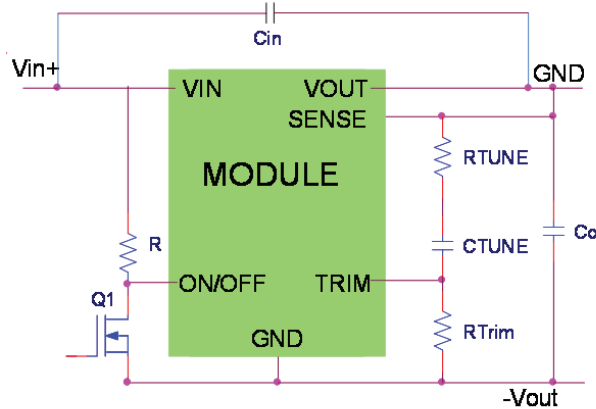 Cin
Vin+
GND
VIN
VOUT
SENSE
RTUNE
MODULE
R
CTUNE
Co
Q1
ON/OFF
TRIM
RTrim
GND
-Vout